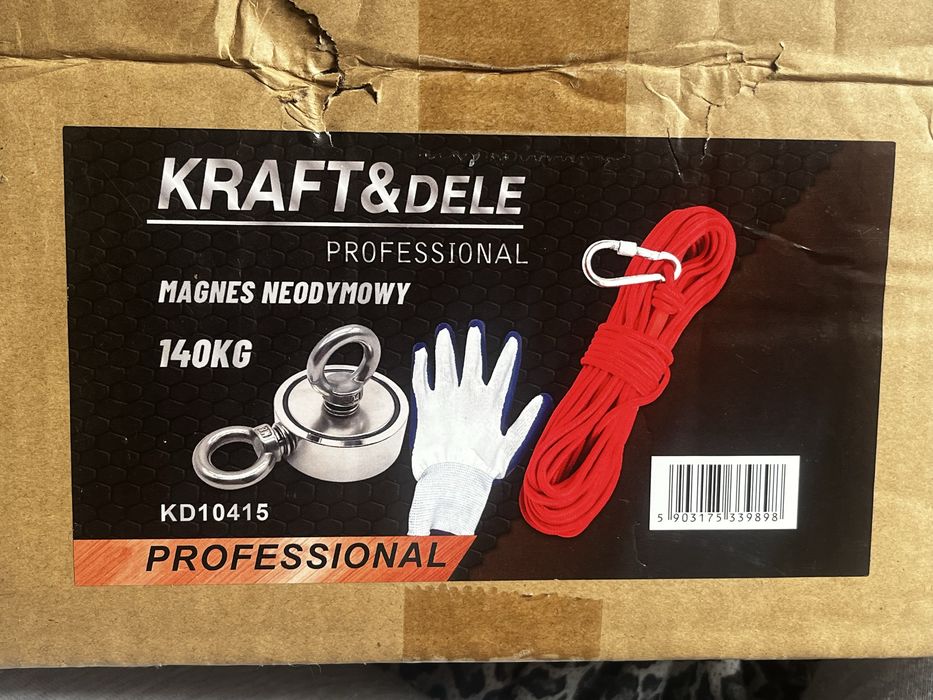 KRAFT&DELE
PROFESSIONAL
MAGNES NEODYMOWY
140KG
KD10415
5 903175 339898
PROFESSIONAL